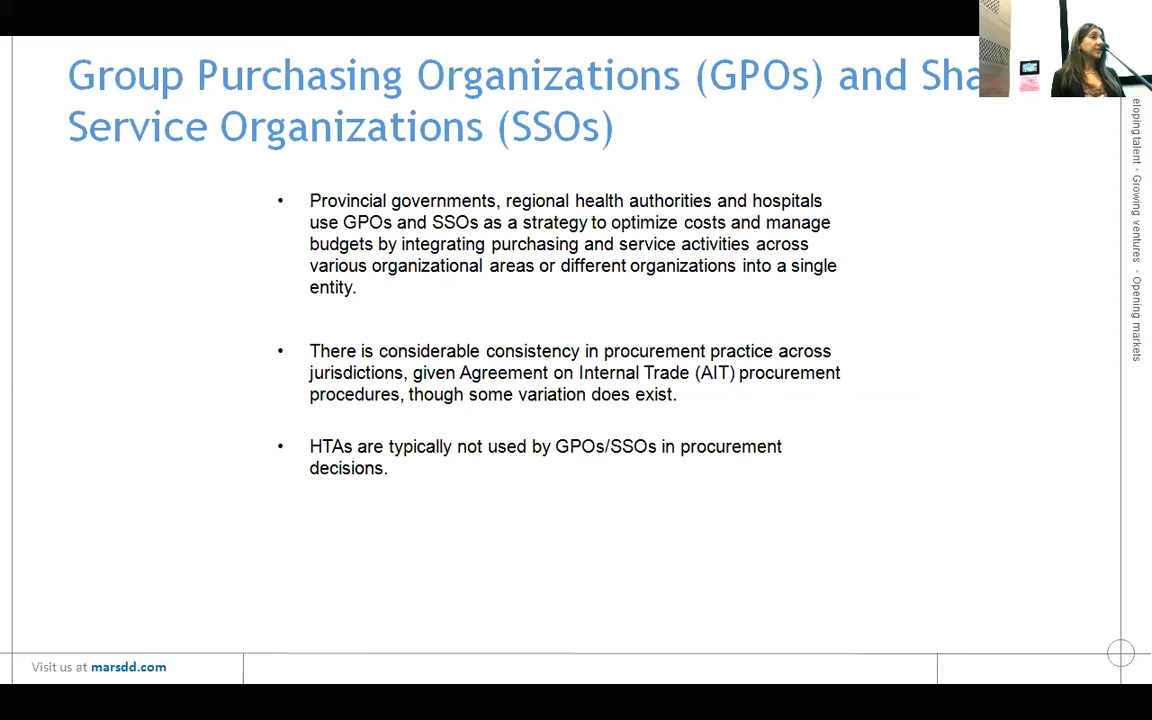 Group Purchasing Organizations (GPOs) and
Service Organizations (SSOs)
• Provincial governments, regional health authorities and hospitals
use GPOs and SSOs as a strategy to optimize costs and manage
budgets by integrating purchasing and service activities across
various organizational areas or different organizations into a single
entity.
• There is considerable consistency in procurement practice across
jurisdictions, given Agreement on Internal Trade (AIT) procurement
procedures, though some variation does exist.
• HTAs are typically not used by GPOs/SSOs in procurement
decisions.
talent • Growing ventures • Opening markets
Visit us at marsdd.com